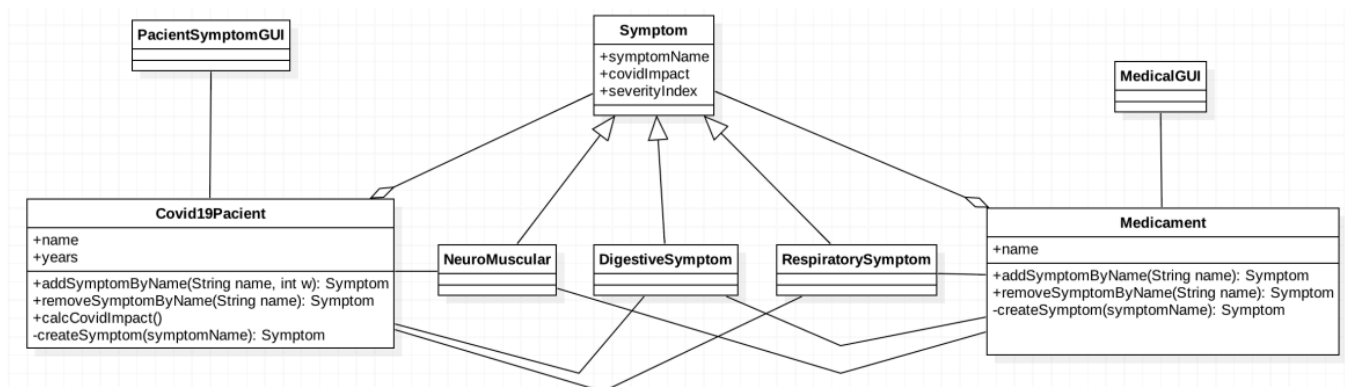 PacientSymptomGUI
Symptom
+symptomName
+covidImpact
+severityIndex
MedicalGUI
Covid19Pacient
+name
+years
+addSymptomByName(String name, int w): Symptom
+removeSymptomByName(String name): Symptom
+calcCovidImpact()
-createSymptom(symptomName): Symptom
NeuroMuscular
DigestiveSymptom
RespiratorySymptom
Medicament
+name
+addSymptomByName(String name): Symptom
+removeSymptomByName(String name): Symptom
-createSymptom(symptomName): Symptom